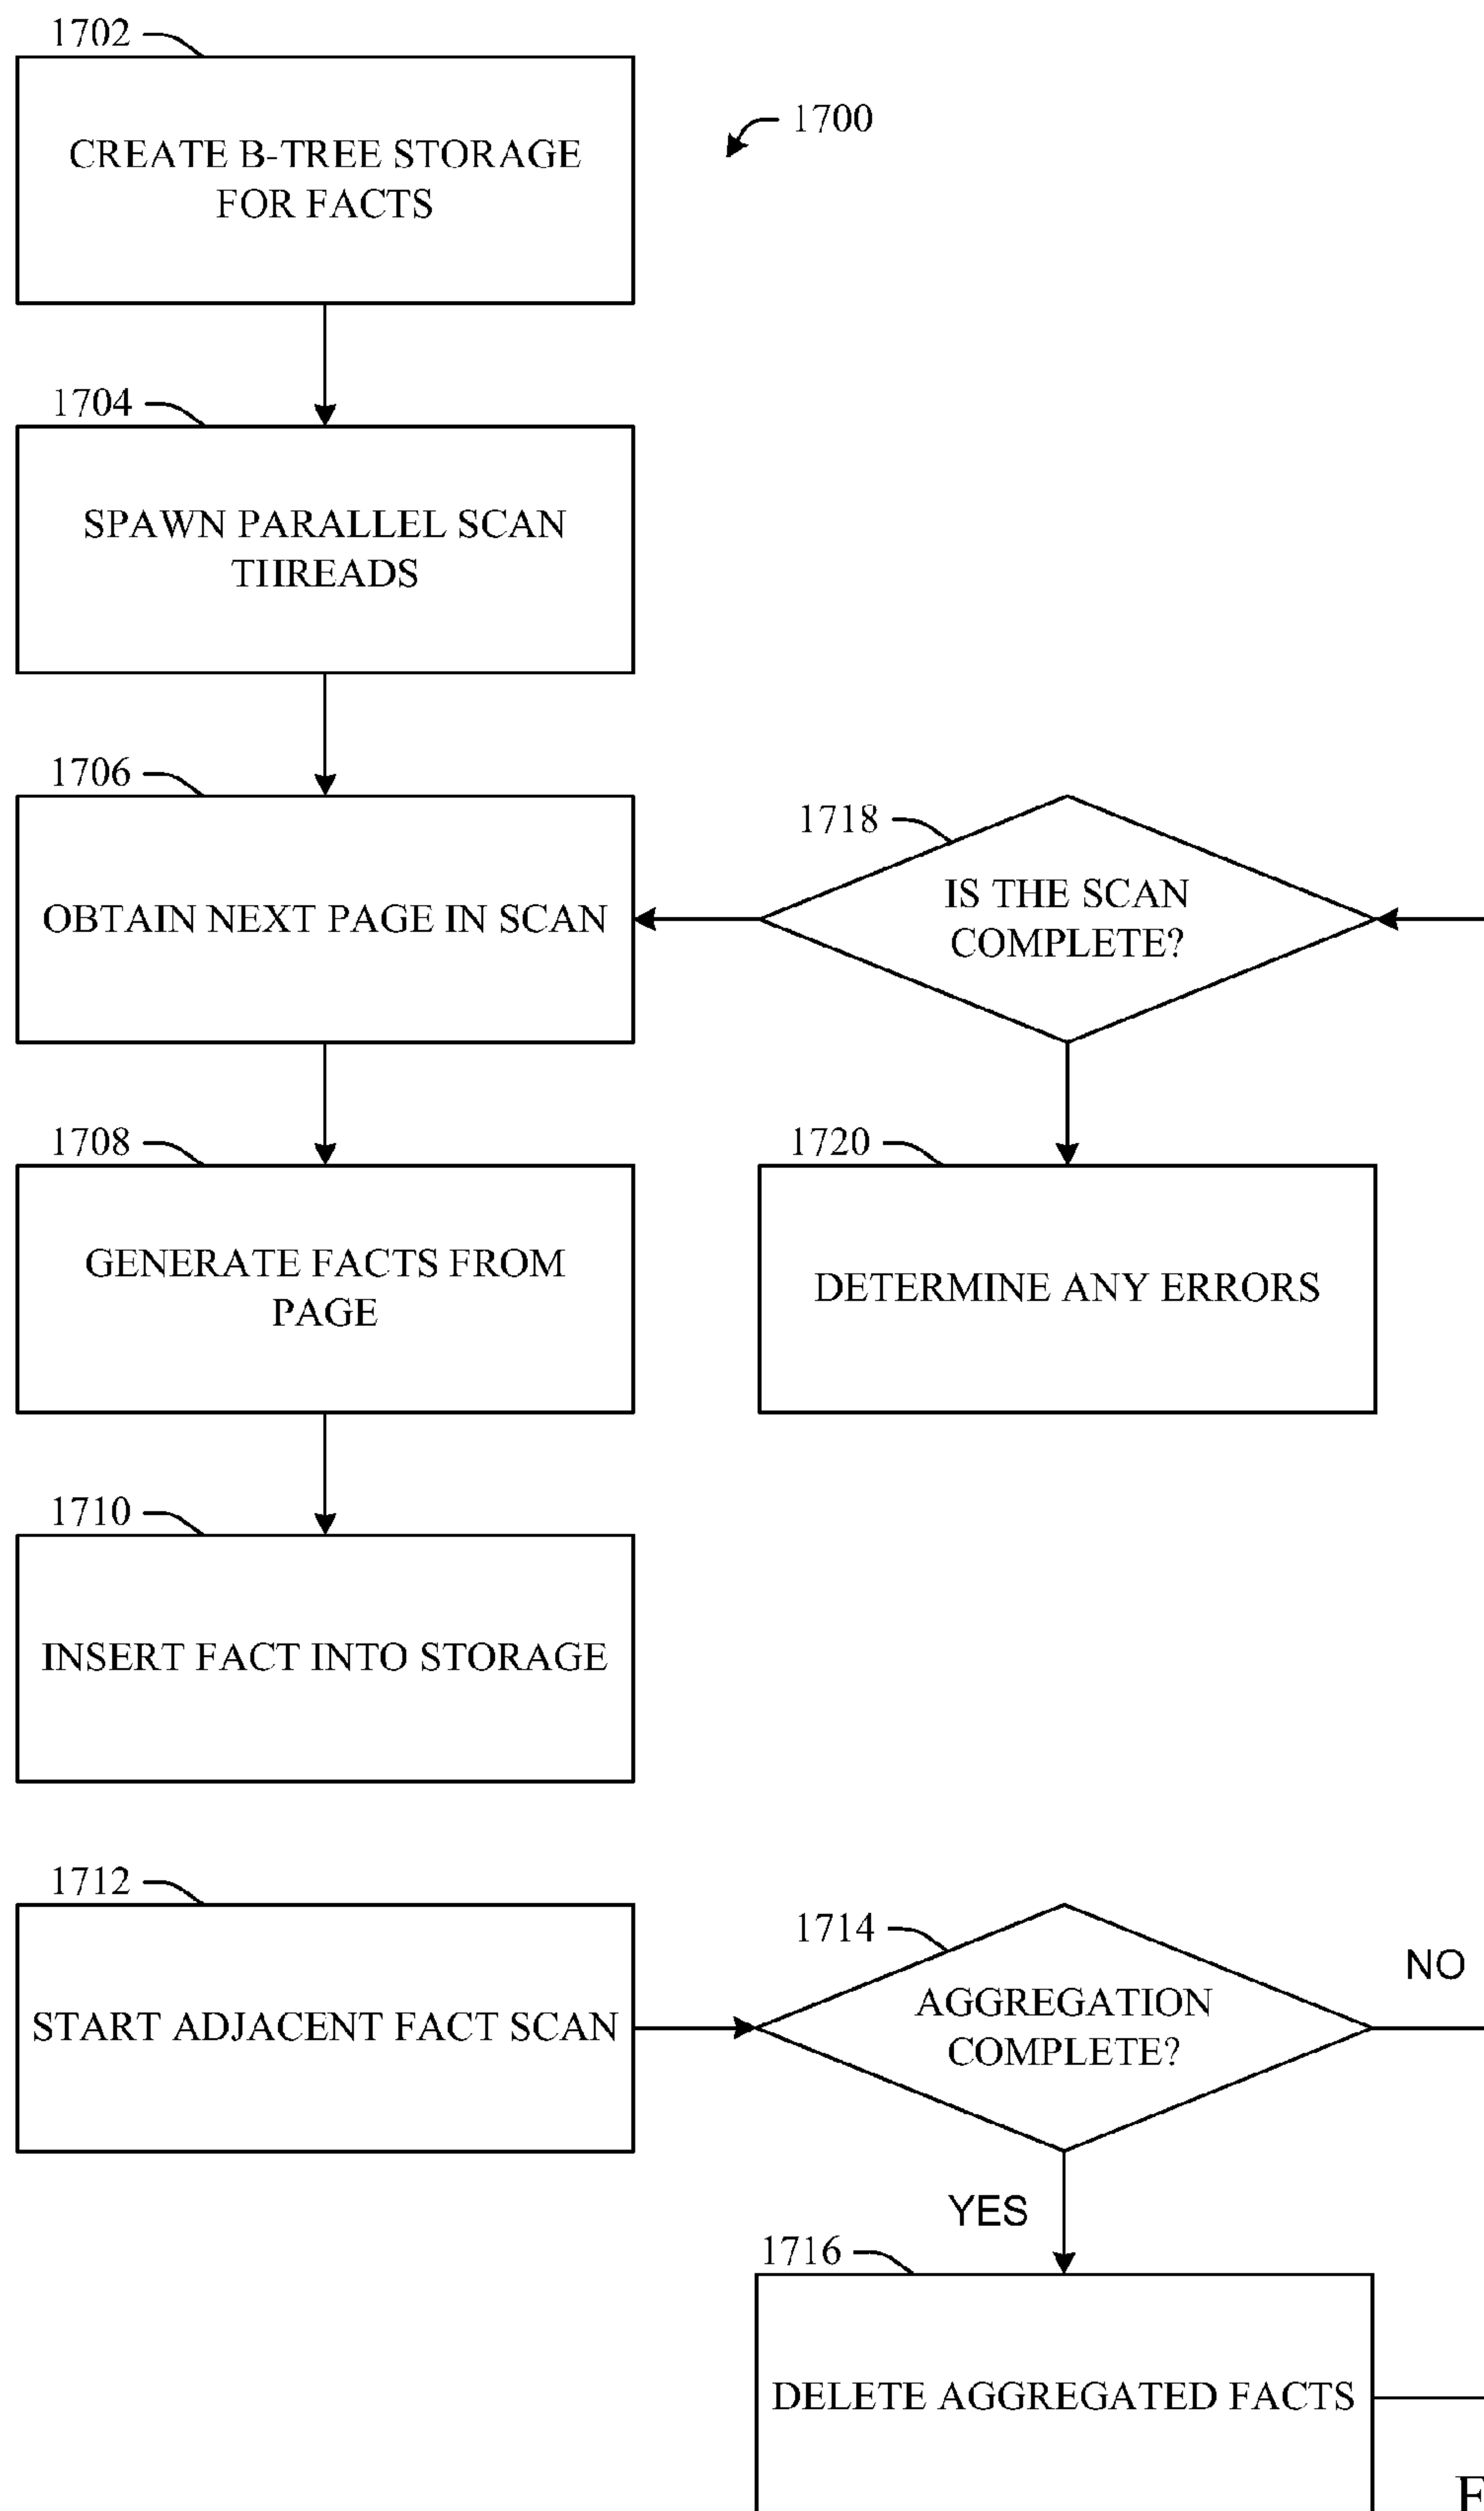 1702
1700
CREATE B-TREE STORAGE
FOR FACTS
1704
SPAWN PARALLEL SCAN
THREADS
1706
OBTAIN NEXT PAGE IN SCAN
1718
IS THE SCAN
COMPLETE?
1708
GENERATE FACTS FROM
PAGE
1720
DETERMINE ANY ERRORS
1710
INSERT FACT INTO STORAGE
1712
START ADJACENT FACT SCAN
1714
AGGREGATION
COMPLETE?
NO
YES
1716
DELETE AGGREGATED FACTS